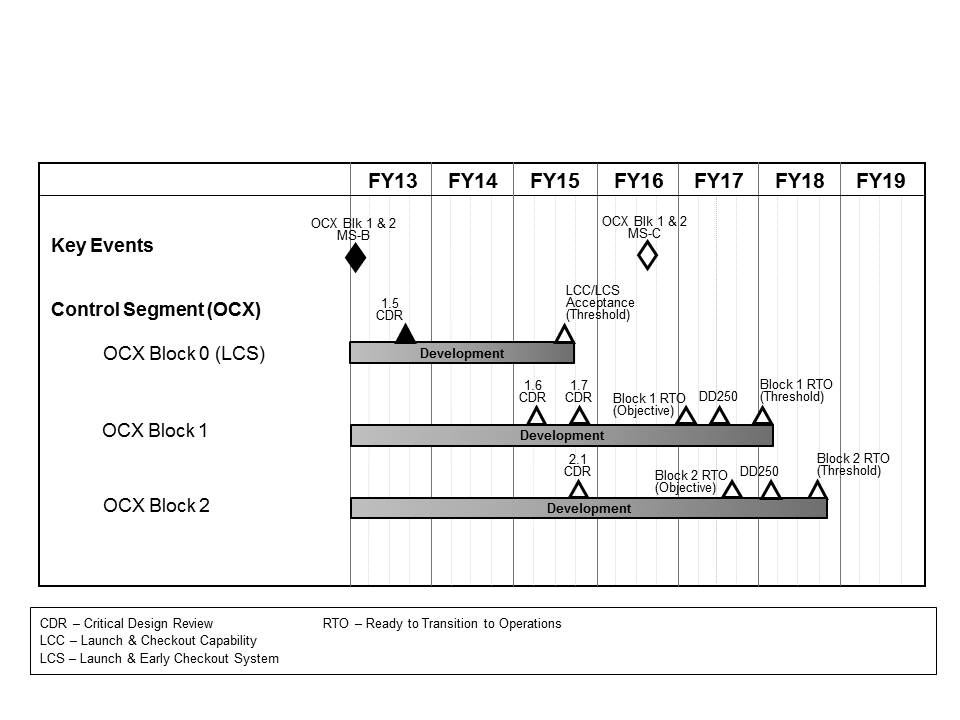 FY13 FY14 FY15 FY16 FY17 FY18 FY19
OCX Blk 1 & 2
MS-B
OCX Blk 1 & 2
MS-C
Key Events
Control Segment (OCX)
1.5
CDR
LCC/LCS
Acceptance
(Threshold)
OCX Block 0 (LCS)
Development
1.6
CDR
1.7
CDR
Block 1 RTO
(Objective)
DD250
Block 1 RTO
(Threshold)
OCX Block 1
Development
2.1
CDR
Block 2 RTO
(Objective)
DD250
Block 2 RTO
(Threshold)
OCX Block 2
Development
CDR – Critical Design Review
RTO – Ready to Transition to Operations
LCC – Launch & Checkout Capability
LCS – Launch & Early Checkout System